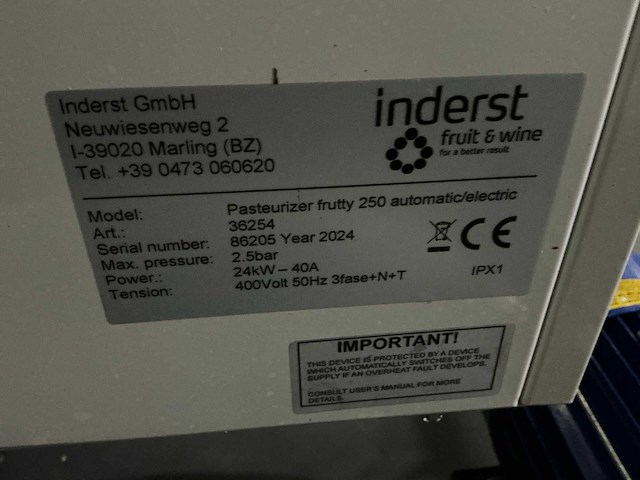 Inderst GmbH
Neuwiesenweg 2
I-39020 Marling (BZ)
Tel. +39 0473 060620
inderst
fruit & wine
for a better result
Model: Pasteurizer frutty 250 automatic/electric
Art.: 36254
Serial number: 86205 Year 2024
Max. pressure: 2.5bar
Power.: 24kW – 40A
Tension: 400Volt 50Hz 3fase+N+T
CE
IPX1
IMPORTANT!
THIS DEVICE IS PROTECTED BY A DEVICE
WHICH AUTOMATICALLY SWITCHES OFF THE
SUPPLY IF AN OVERHEAT FAULT DEVELOPS.
CONSULT USER'S MANUAL FOR MORE
DETAILS.